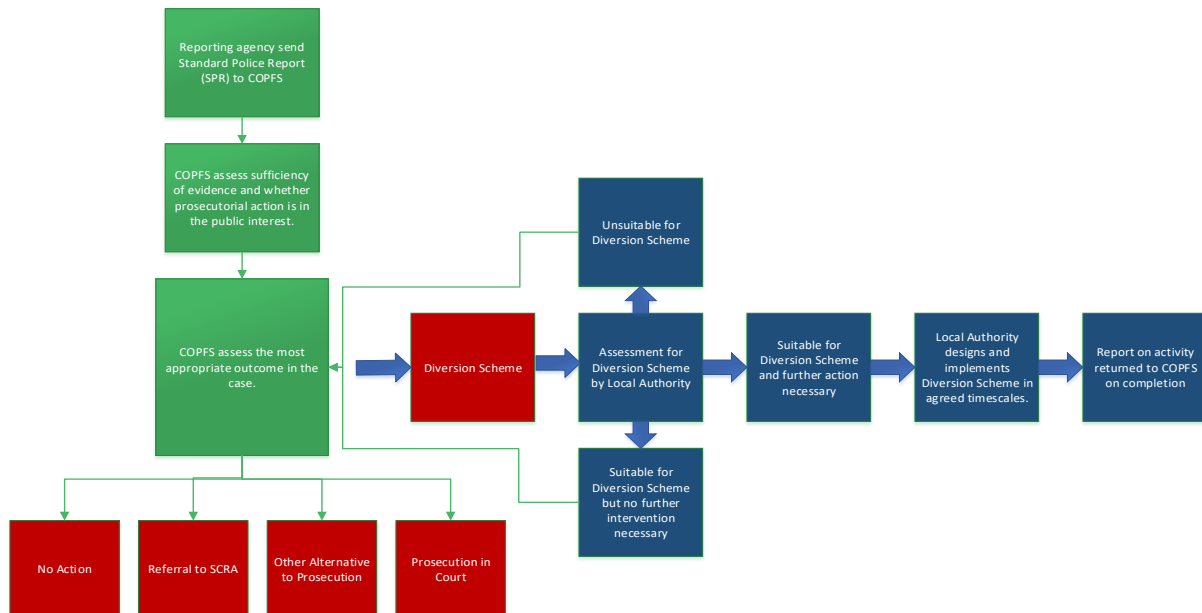 Reporting agency send
Standard Police Report
(SPR) to COPFS
COPFS assess sufficiency
of evidence and whether
prosecutorial action is in
the public interest.
Unsuitable for
Diversion Scheme
COPFS assess the most
appropriate outcome in the
case.
Diversion Scheme
Assessment for
Diversion Scheme
by Local Authority
Suitable for
Diversion Scheme
and further action
necessary
Local Authority
designs and
implements
Diversion Scheme in
agreed timescales.
Report on activity
returned to COPFS
on completion
Suitable for
Diversion Scheme
but no further
intervention
necessary
No Action
Referral to SCRA
Other Alternative
to Prosecution
Prosecution in
Court